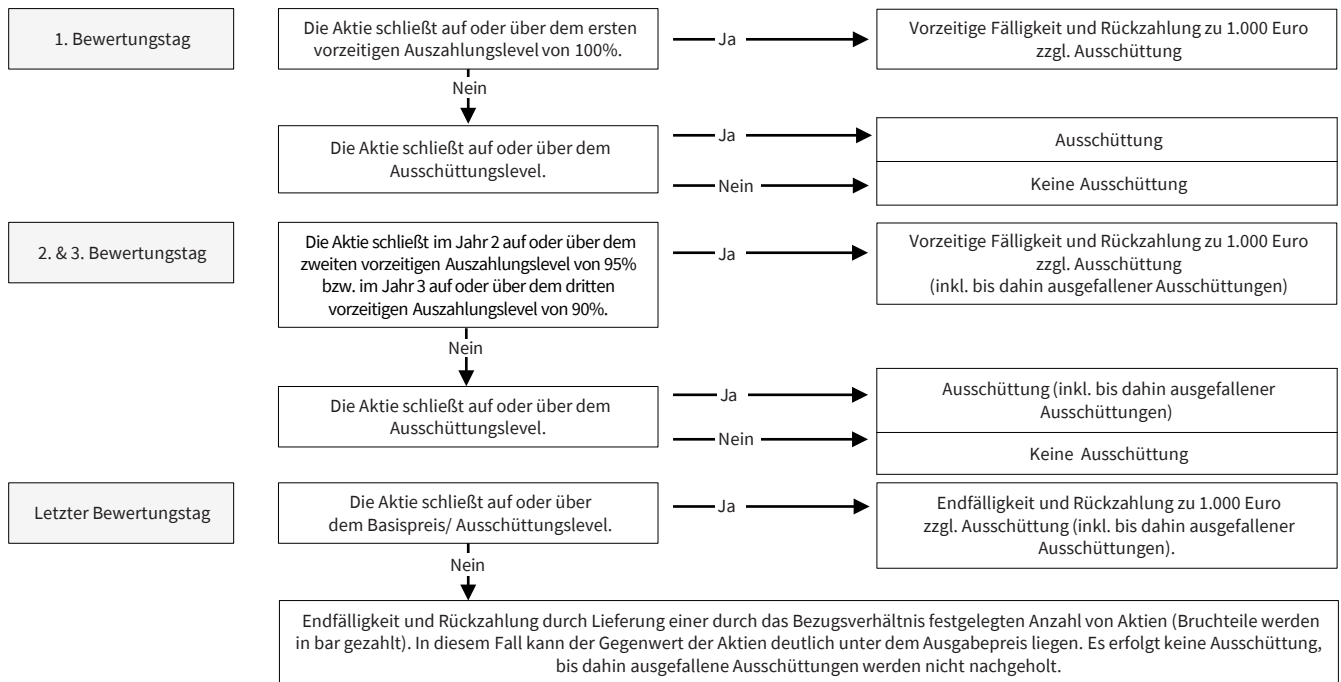 1. Bewertungstag
Die Aktie schließt auf oder über dem ersten
vorzeitigen Auszahlungslevel von 100%.
Ja
Vorzeitige Fälligkeit und Rückzahlung zu 1.000 Euro
zzgl. Ausschüttung
Nein
Die Aktie schließt auf oder über dem
Ausschüttungslevel.
Ja
Ausschüttung
Nein
Keine Ausschüttung
2. & 3. Bewertungstag
Die Aktie schließt im Jahr 2 auf oder über dem
zweiten vorzeitigen Auszahlungslevel von 95%
bzw. im Jahr 3 auf oder über dem dritten
vorzeitigen Auszahlungslevel von 90%.
Ja
Vorzeitige Fälligkeit und Rückzahlung zu 1.000 Euro
zzgl. Ausschüttung
(inkl. bis dahin ausgefallener Ausschüttungen)
Nein
Die Aktie schließt auf oder über dem
Ausschüttungslevel.
Ja
Ausschüttung (inkl. bis dahin ausgefallener
Ausschüttungen)
Nein
Keine Ausschüttung
Letzter Bewertungstag
Die Aktie schließt auf oder über
dem Basispreis/ Ausschüttungslevel.
Ja
Endfälligkeit und Rückzahlung zu 1.000 Euro
zzgl. Ausschüttung (inkl. bis dahin ausgefallener
Ausschüttungen).
Nein
Endfälligkeit und Rückzahlung durch Lieferung einer durch das Bezugsverhältnis festgelegten Anzahl von Aktien (Bruchteile werden
in bar gezahlt). In diesem Fall kann der Gegenwert der Aktien deutlich unter dem Ausgabepreis liegen. Es erfolgt keine Ausschüttung,
bis dahin ausgefallene Ausschüttungen werden nicht nachgeholt.